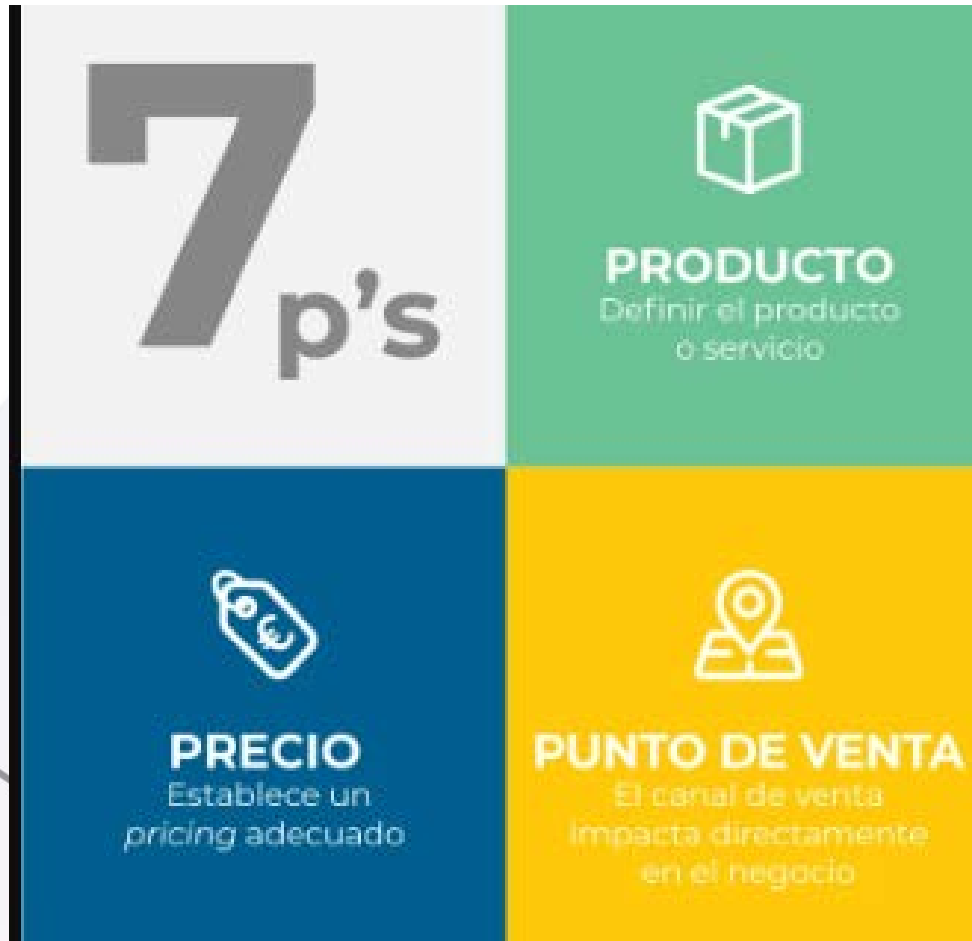 7p's
PRODUCTO
Definir el producto
o servicio
PRECIO
Establece un
pricing adecuado
PUNTO DE VENTA
El canal de venta
impacta directamente
en el negocio